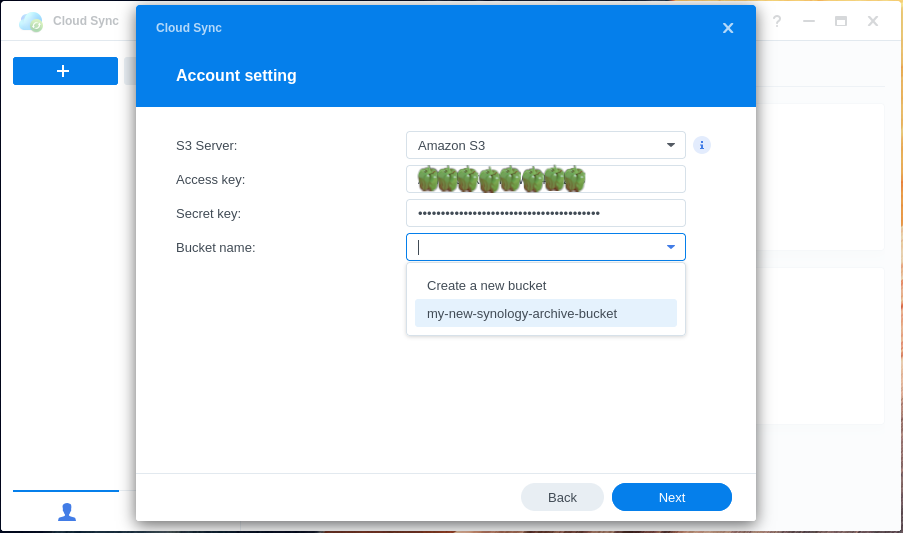 Cloud Sync
Cloud Sync
Account setting
S3 Server: Amazon S3
Access key:
Secret key: ••••••••••••••••••••••••••••••••••••••••
Bucket name:
Create a new bucket
my-new-synology-archive-bucket
Back Next